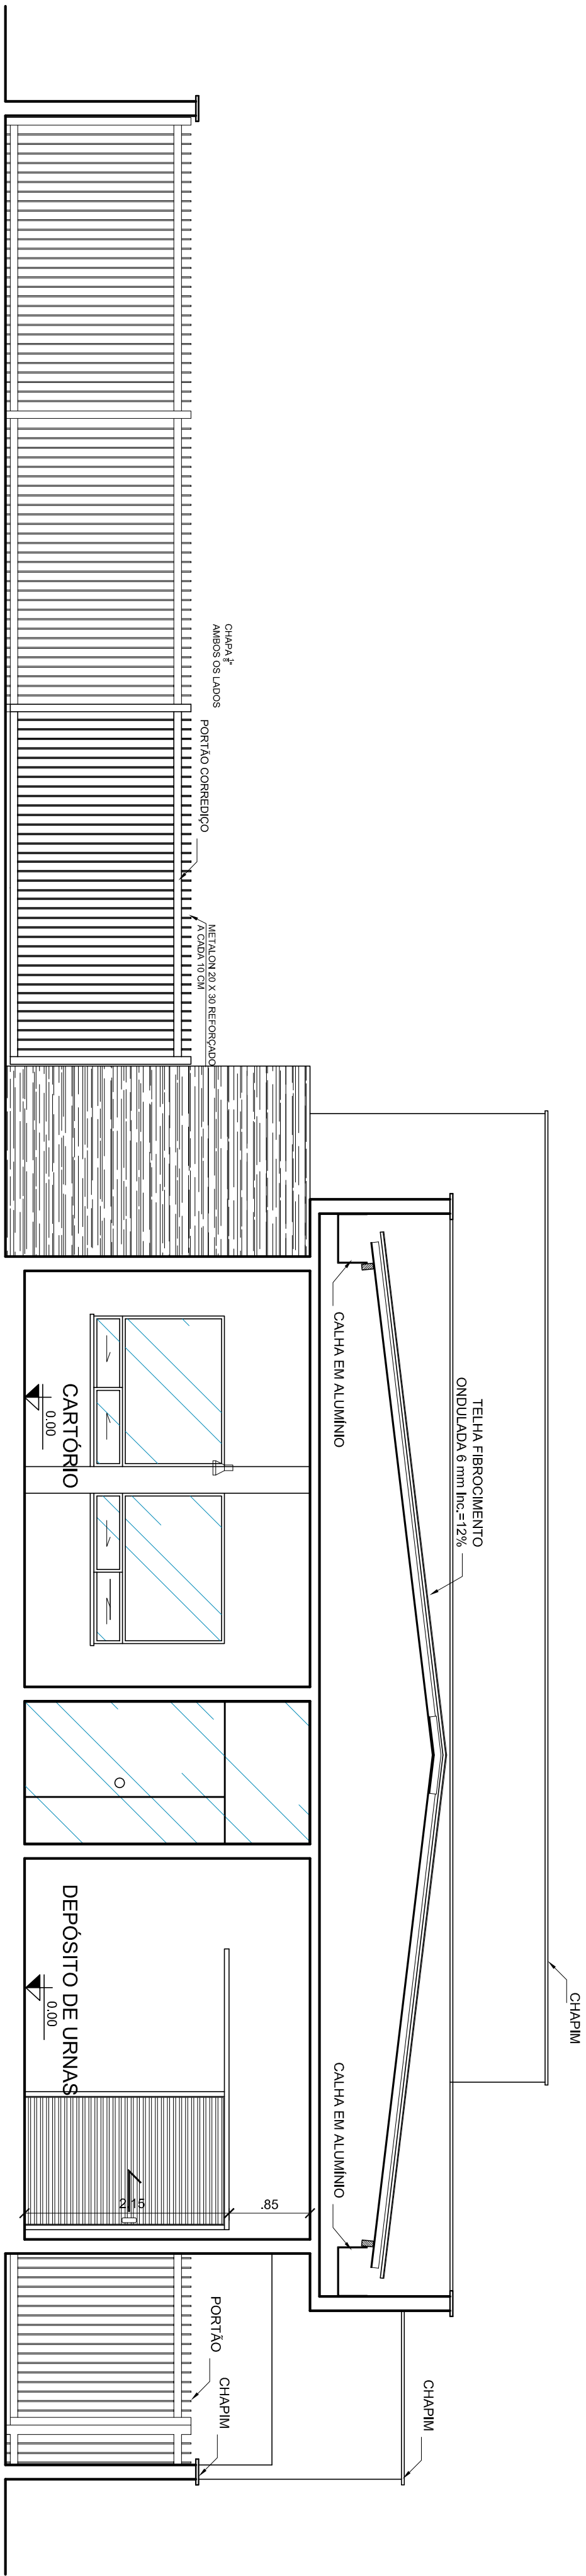 CHAPA 1"
8
AMBOS OS LADOS
PORTÃO CORREDIÇO
METALON 20 X 30 REFORÇADO
A CADA 10 CM
CALHA EM ALUMÍNIO
TELHA FIBROCIMENTO
ONDULADA 6 mm Inc.=12%
CARTÓRIO
0.00
CHAPIM
DEPÓSITO DE URNAS
0.00
CALHA EM ALUMÍNIO
2.15
.85
PORTÃO
CHAPIM
CHAPIM